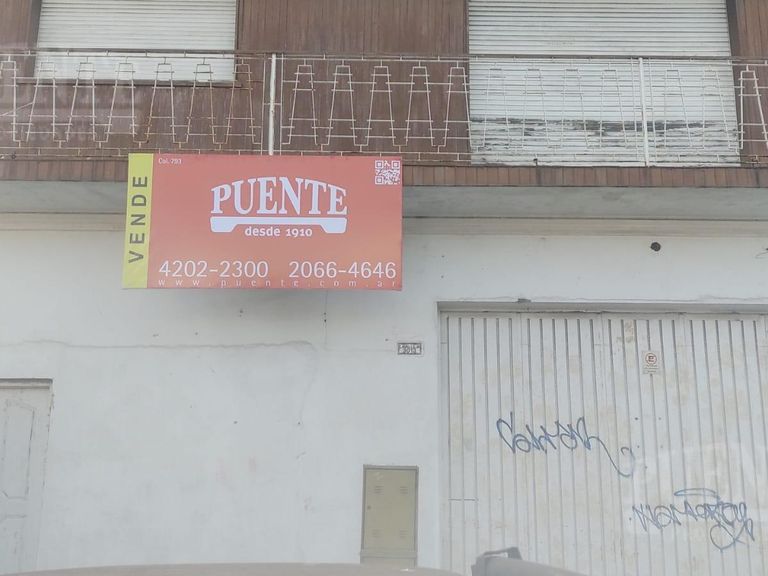 VENDE
Col. 793
PUENTE
desde 1910
4202-2300 2066-4646
www.puente.com.ar